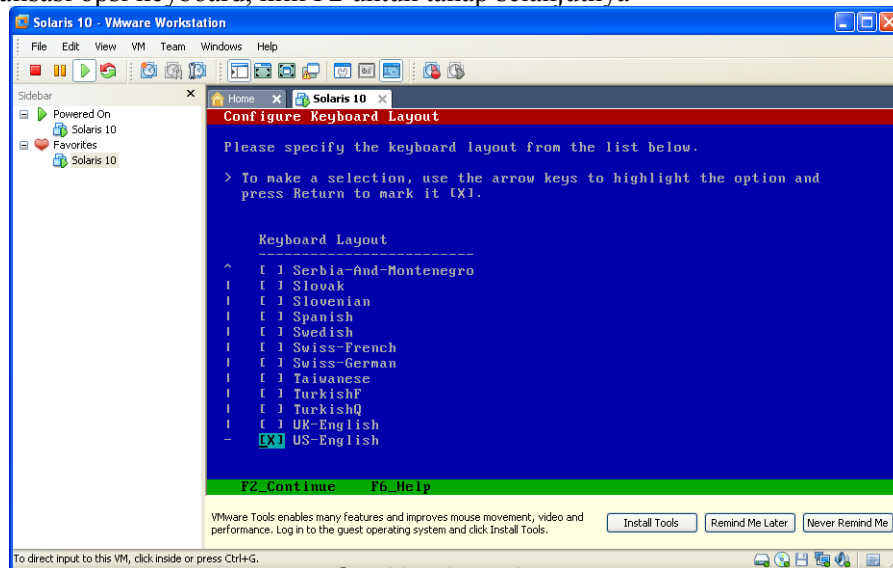 opsi keyboard,
Solaris 10 - VMware Workstation
File Edit View VM Team Windows Help
Sidebar
Powered On
Solaris 10
Favorites
Solaris 10
Home Solaris 10
Configure Keyboard Layout
Please specify the keyboard layout from the list below.
> To make a selection, use the arrow keys to highlight the option and
press Return to mark it [X].
Keyboard Layout
-------------------------
^ [ ] Serbia-And-Montenegro
| [ ] Slovak
| [ ] Slovenian
| [ ] Spanish
| [ ] Swedish
| [ ] Swiss-French
| [ ] Swiss-German
| [ ] Taiwanese
| [ ] TurkishF
| [ ] TurkishQ
| [ ] UK-English
- [X] US-English
F2_Continue F6_Help
VMware Tools enables many features and improves mouse movement, video and
performance. Log in to the guest operating system and click Install Tools.
Install Tools Remind Me Later Never Remind Me
To direct input to this VM, click inside or press Ctrl+G.